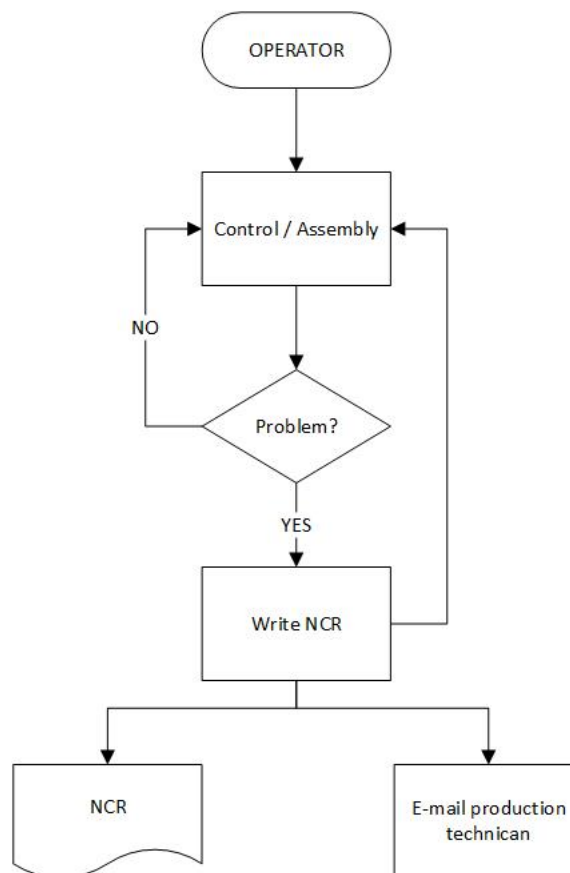 OPERATOR
Control / Assembly
NO
Problem?
YES
Write NCR
NCR
E-mail production
technican